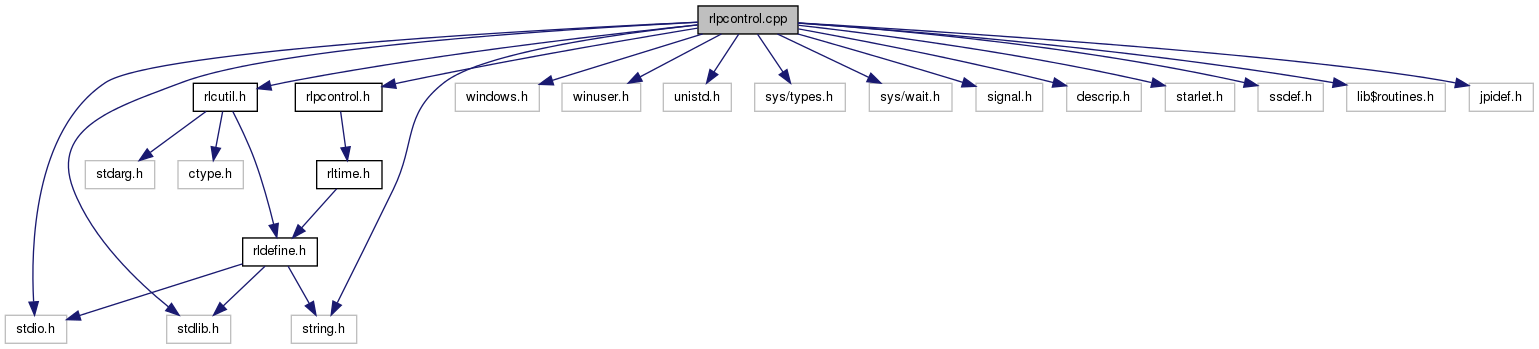 rlpcontrol.cpp
rlcutil.h
rlpcontrol.h
windows.h
winuser.h
unistd.h
sys/types.h
sys/wait.h
signal.h
descrip.h
starlet.h
ssdef.h
lib$routines.h
jpidef.h
stdarg.h
ctype.h
rltime.h
rldefine.h
stdio.h
stdlib.h
string.h